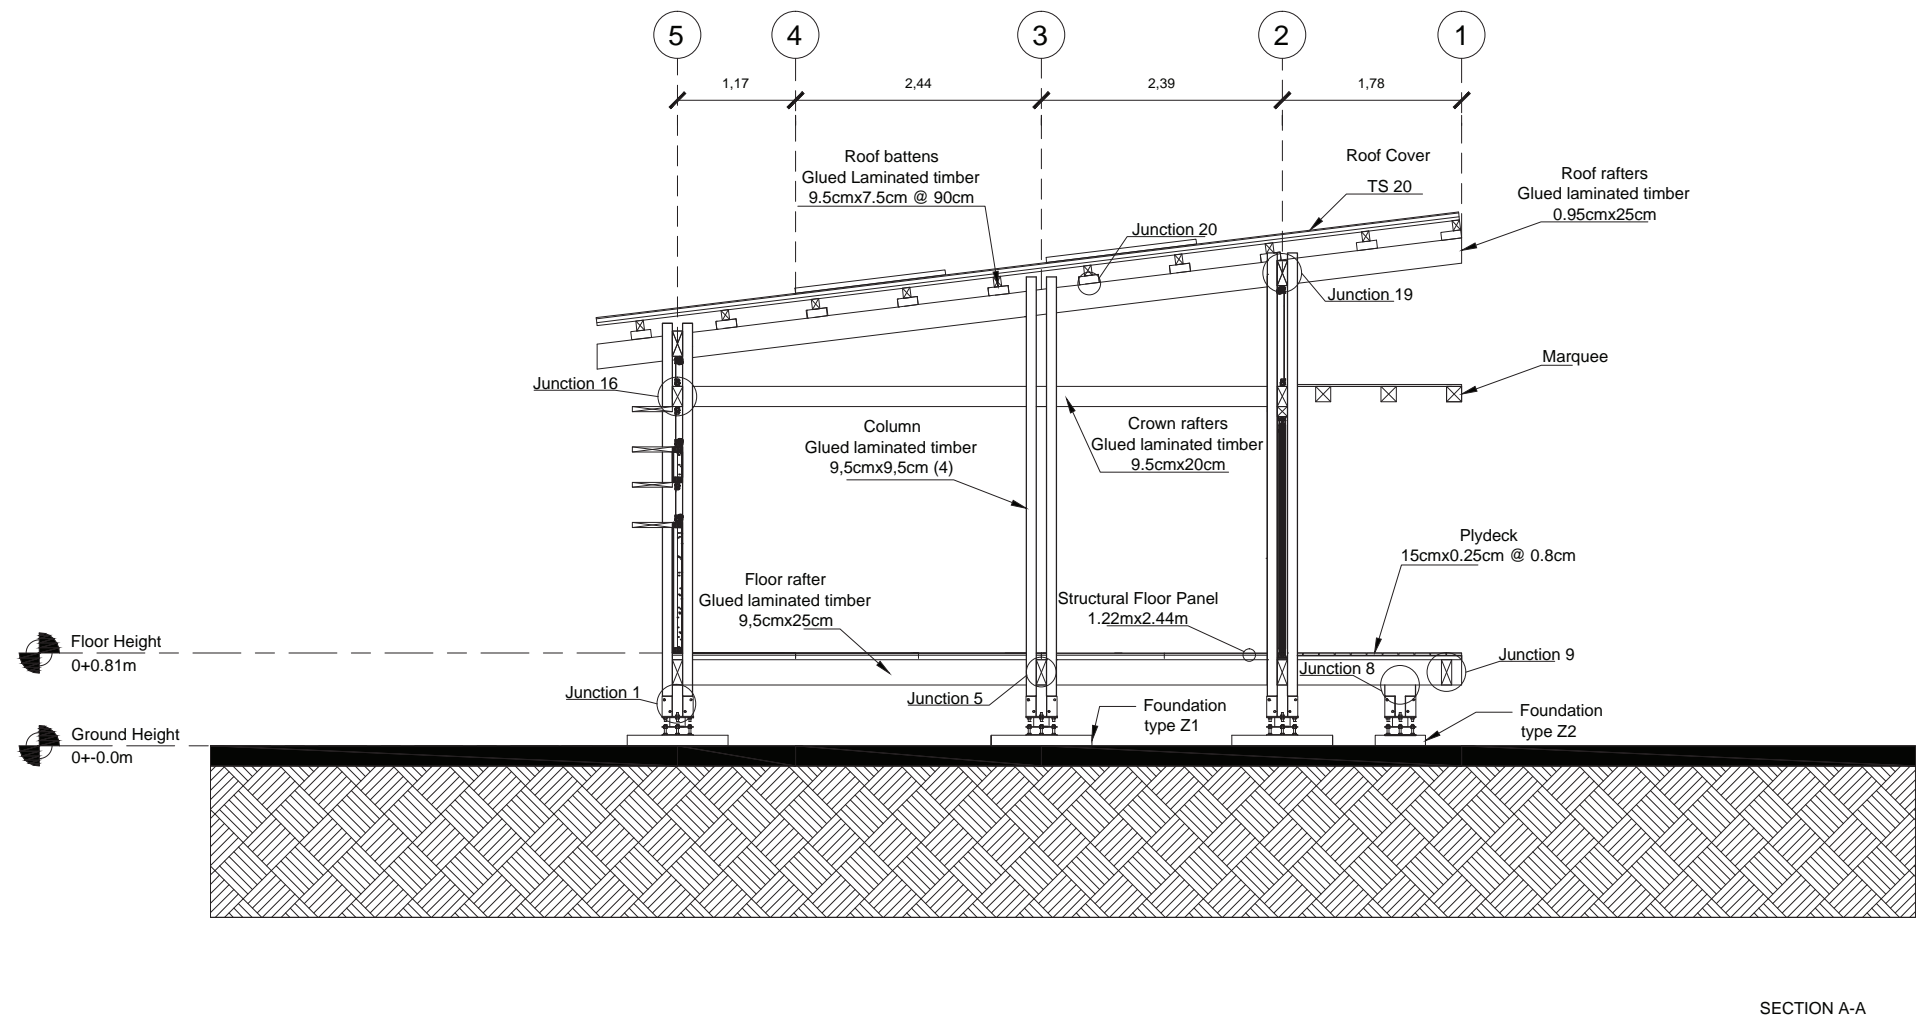 5
4
3
2
1
1,17
2,44
2,39
1,78
Roof battens
Glued Laminated timber
9.5cmx7.5cm @ 90cm
Roof Cover
TS 20
Roof rafters
Glued laminated timber
0.95cmx25cm
Junction 20
Junction 19
Marquee
Junction 16
Column
Glued laminated timber
9,5cmx9,5cm (4)
Crown rafters
Glued laminated timber
9.5cmx20cm
Plydeck
15cmx0.25cm @ 0.8cm
Floor rafter
Glued laminated timber
9,5cmx25cm
Structural Floor Panel
1.22mx2.44m
Floor Height
0+0.81m
Junction 9
Junction 8
Junction 1
Junction 5
Foundation
type Z1
Foundation
type Z2
Ground Height
0+-0.0m
SECTION A-A